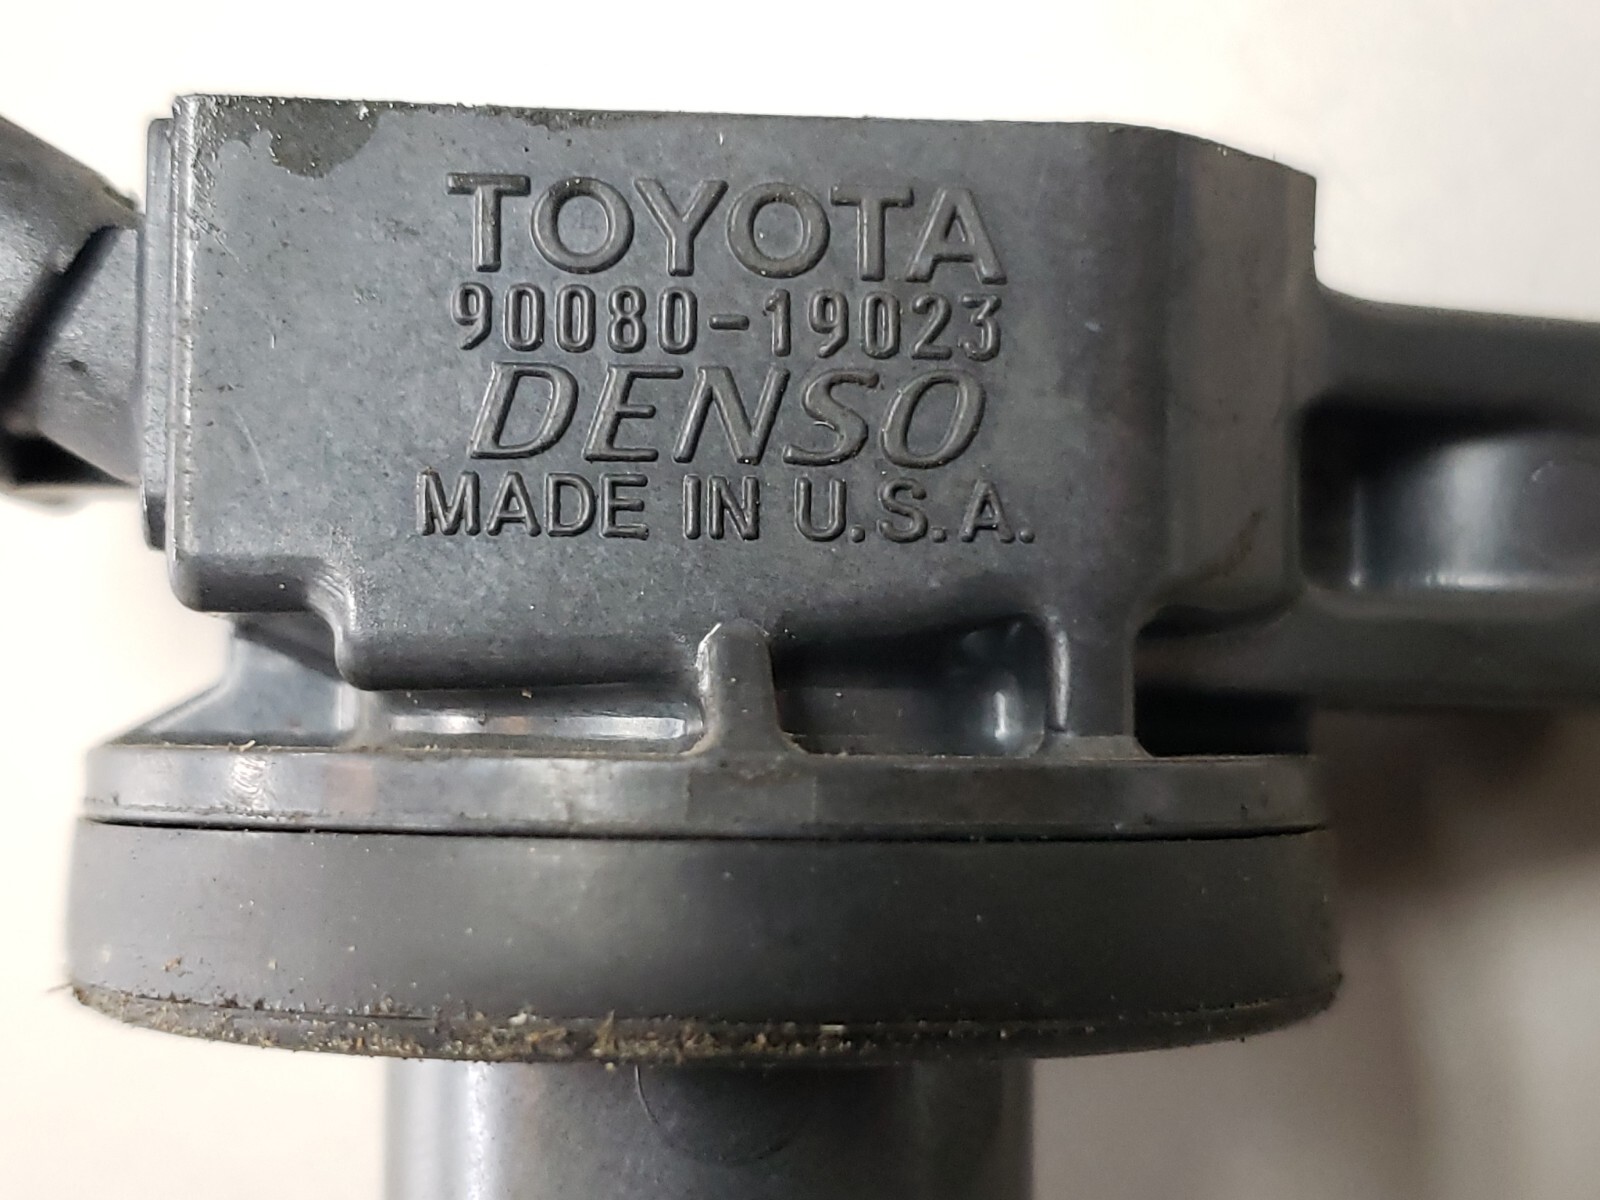 TOYOTA
90080-19023
DENSO
MADE IN U.S.A.